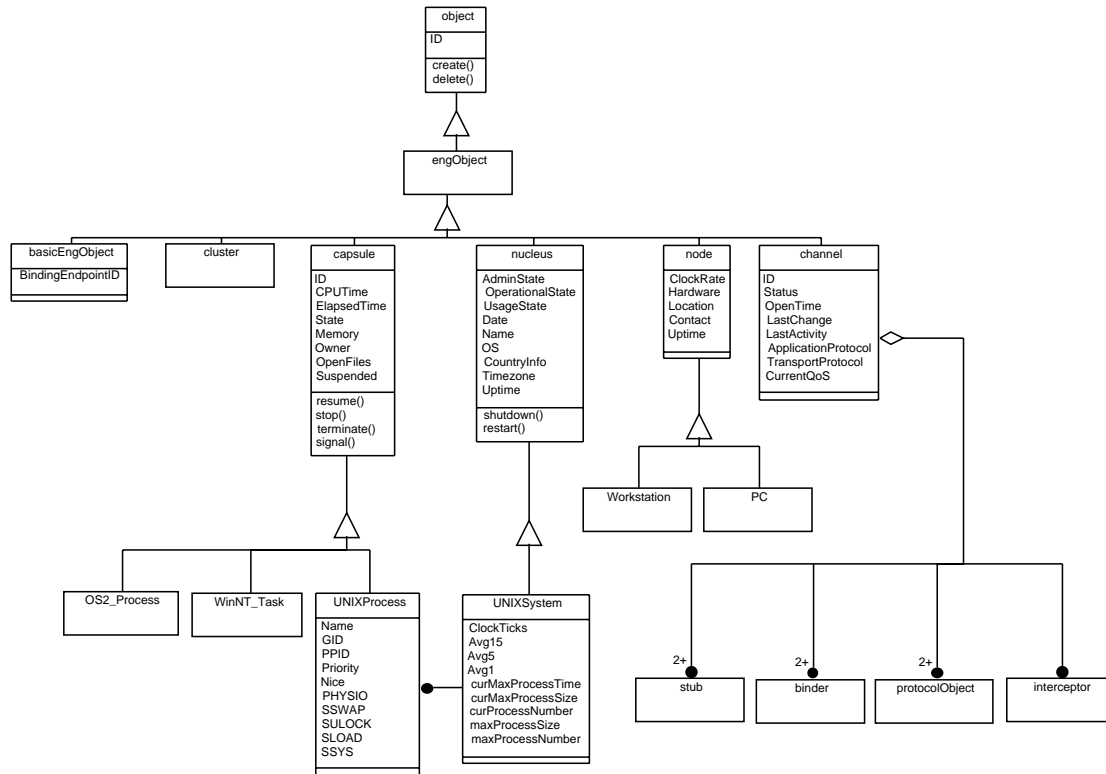 object
ID
create()
delete()
engObject
basicEngObject
BindingEndpointID
cluster
capsule
ID
CPUTime
ElapsedTime
State
Memory
Owner
OpenFiles
Suspended
resume()
stop()
terminate()
signal()
nucleus
AdminState
OperationalState
UsageState
Date
Name
OS
CountryInfo
Timezone
Uptime
shutdown()
restart()
node
ClockRate
Hardware
Location
Contact
Uptime
channel
ID
Status
OpenTime
LastChange
LastActivity
ApplicationProtocol
TransportProtocol
CurrentQoS
Workstation
PC
OS2_Process
WinNT_Task
UNIXProcess
Name
GID
PPID
Priority
Nice
PHYSIO
SSWAP
SULOCK
SLOAD
SSYS
UNIXSystem
ClockTicks
Avg15
Avg5
Avg1
curMaxProcessTime
curMaxProcessSize
curProcessNumber
maxProcessSize
maxProcessNumber
2+
stub
2+
binder
2+
protocolObject
interceptor